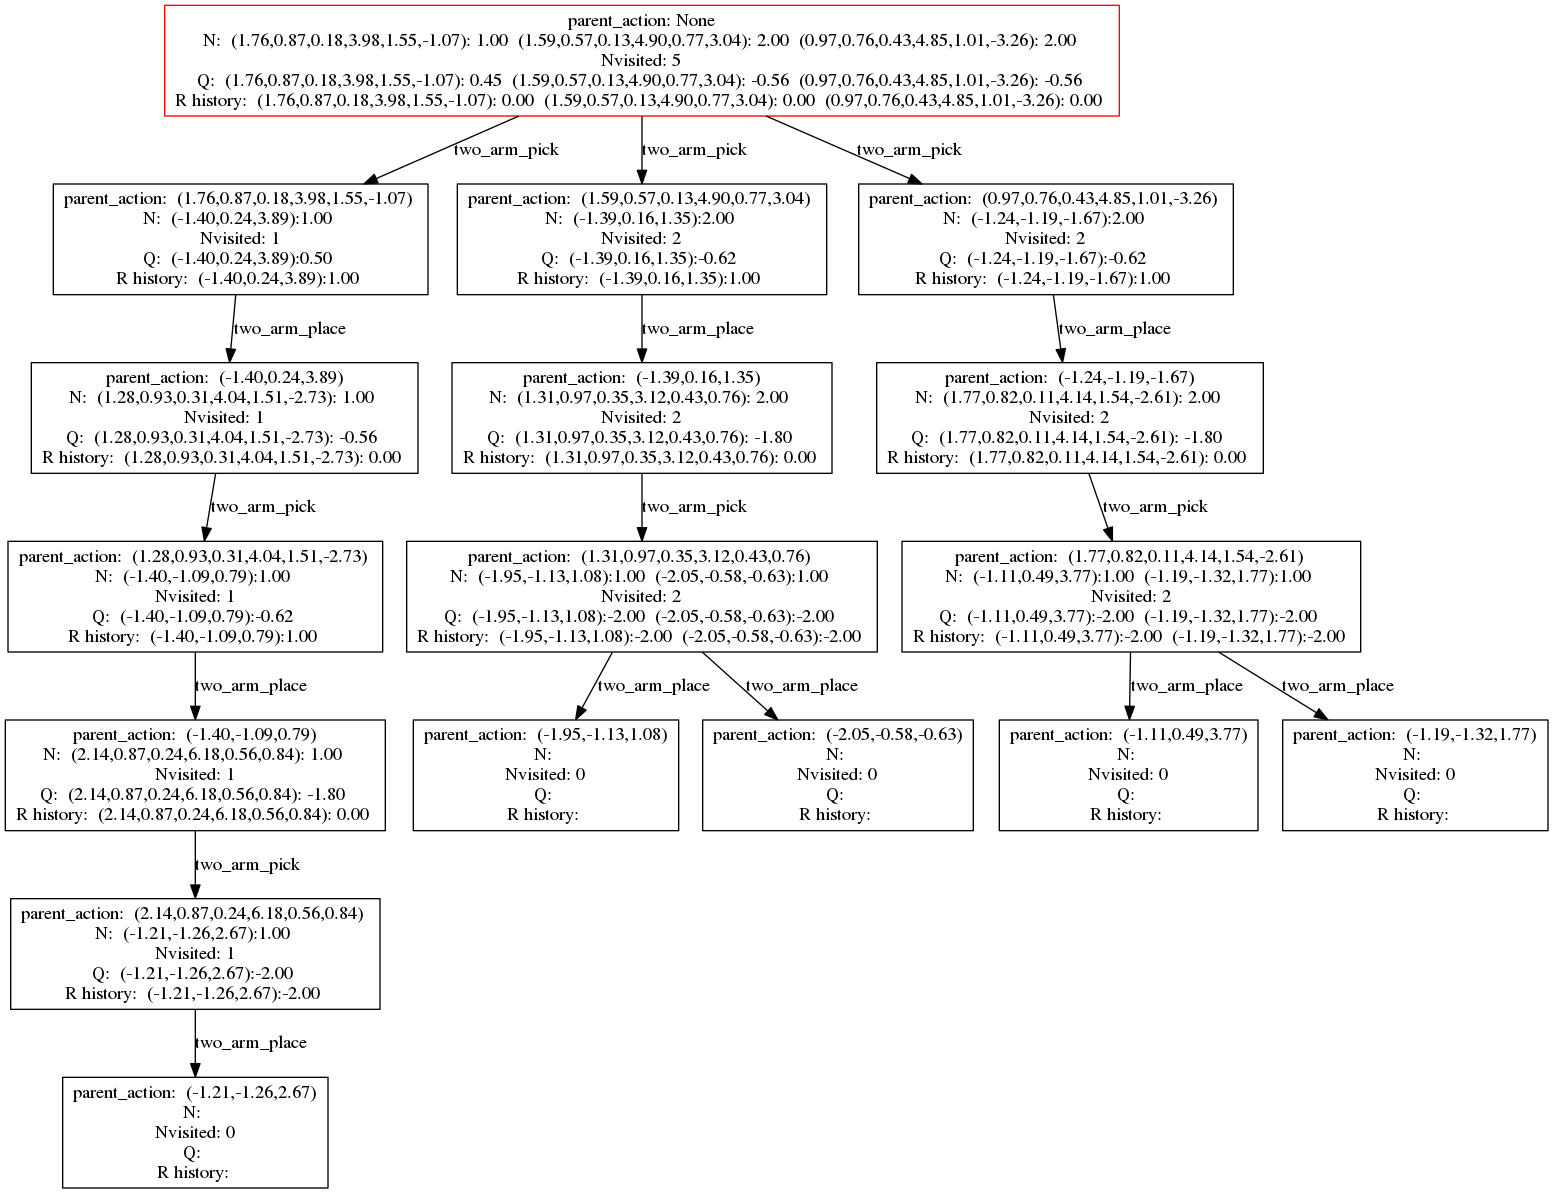 parent_action: None
N: (1.76,0.87,0.18,3.98,1.55,-1.07): 1.00 (1.59,0.57,0.13,4.90,0.77,3.04): 2.00 (0.97,0.76,0.43,4.85,1.01,-3.26): 2.00
Nvisited: 5
Q: (1.76,0.87,0.18,3.98,1.55,-1.07): 0.45 (1.59,0.57,0.13,4.90,0.77,3.04): -0.56 (0.97,0.76,0.43,4.85,1.01,-3.26): -0.56
R history: (1.76,0.87,0.18,3.98,1.55,-1.07): 0.00 (1.59,0.57,0.13,4.90,0.77,3.04): 0.00 (0.97,0.76,0.43,4.85,1.01,-3.26): 0.00
two_arm_pick
two_arm_pick
two_arm_pick
parent_action: (1.76,0.87,0.18,3.98,1.55,-1.07)
N: (-1.40,0.24,3.89):1.00
Nvisited: 1
Q: (-1.40,0.24,3.89):0.50
R history: (-1.40,0.24,3.89):1.00
parent_action: (1.59,0.57,0.13,4.90,0.77,3.04)
N: (-1.39,0.16,1.35):2.00
Nvisited: 2
Q: (-1.39,0.16,1.35):-0.62
R history: (-1.39,0.16,1.35):1.00
parent_action: (0.97,0.76,0.43,4.85,1.01,-3.26)
N: (-1.24,-1.19,-1.67):2.00
Nvisited: 2
Q: (-1.24,-1.19,-1.67):-0.62
R history: (-1.24,-1.19,-1.67):1.00
two_arm_place
two_arm_place
two_arm_place
parent_action: (-1.40,0.24,3.89)
N: (1.28,0.93,0.31,4.04,1.51,-2.73): 1.00
Nvisited: 1
Q: (1.28,0.93,0.31,4.04,1.51,-2.73): -0.56
R history: (1.28,0.93,0.31,4.04,1.51,-2.73): 0.00
parent_action: (-1.39,0.16,1.35)
N: (1.31,0.97,0.35,3.12,0.43,0.76): 2.00
Nvisited: 2
Q: (1.31,0.97,0.35,3.12,0.43,0.76): -1.80
R history: (1.31,0.97,0.35,3.12,0.43,0.76): 0.00
parent_action: (-1.24,-1.19,-1.67)
N: (1.77,0.82,0.11,4.14,1.54,-2.61): 2.00
Nvisited: 2
Q: (1.77,0.82,0.11,4.14,1.54,-2.61): -1.80
R history: (1.77,0.82,0.11,4.14,1.54,-2.61): 0.00
two_arm_pick
two_arm_pick
two_arm_pick
parent_action: (1.28,0.93,0.31,4.04,1.51,-2.73)
N: (-1.40,-1.09,0.79):1.00
Nvisited: 1
Q: (-1.40,-1.09,0.79):-0.62
R history: (-1.40,-1.09,0.79):1.00
parent_action: (1.31,0.97,0.35,3.12,0.43,0.76)
N: (-1.95,-1.13,1.08):1.00 (-2.05,-0.58,-0.63):1.00
Nvisited: 2
Q: (-1.95,-1.13,1.08):-2.00 (-2.05,-0.58,-0.63):-2.00
R history: (-1.95,-1.13,1.08):-2.00 (-2.05,-0.58,-0.63):-2.00
parent_action: (1.77,0.82,0.11,4.14,1.54,-2.61)
N: (-1.11,0.49,3.77):1.00 (-1.19,-1.32,1.77):1.00
Nvisited: 2
Q: (-1.11,0.49,3.77):-2.00 (-1.19,-1.32,1.77):-2.00
R history: (-1.11,0.49,3.77):-2.00 (-1.19,-1.32,1.77):-2.00
two_arm_place
two_arm_place
two_arm_place
two_arm_place
two_arm_place
parent_action: (-1.40,-1.09,0.79)
N: (2.14,0.87,0.24,6.18,0.56,0.84): 1.00
Nvisited: 1
Q: (2.14,0.87,0.24,6.18,0.56,0.84): -1.80
R history: (2.14,0.87,0.24,6.18,0.56,0.84): 0.00
parent_action: (-1.95,-1.13,1.08)
N:
Nvisited: 0
Q:
R history:
parent_action: (-2.05,-0.58,-0.63)
N:
Nvisited: 0
Q:
R history:
parent_action: (-1.11,0.49,3.77)
N:
Nvisited: 0
Q:
R history:
parent_action: (-1.19,-1.32,1.77)
N:
Nvisited: 0
Q:
R history:
two_arm_pick
parent_action: (2.14,0.87,0.24,6.18,0.56,0.84)
N: (-1.21,-1.26,2.67):1.00
Nvisited: 1
Q: (-1.21,-1.26,2.67):-2.00
R history: (-1.21,-1.26,2.67):-2.00
two_arm_place
parent_action: (-1.21,-1.26,2.67)
N:
Nvisited: 0
Q:
R history: